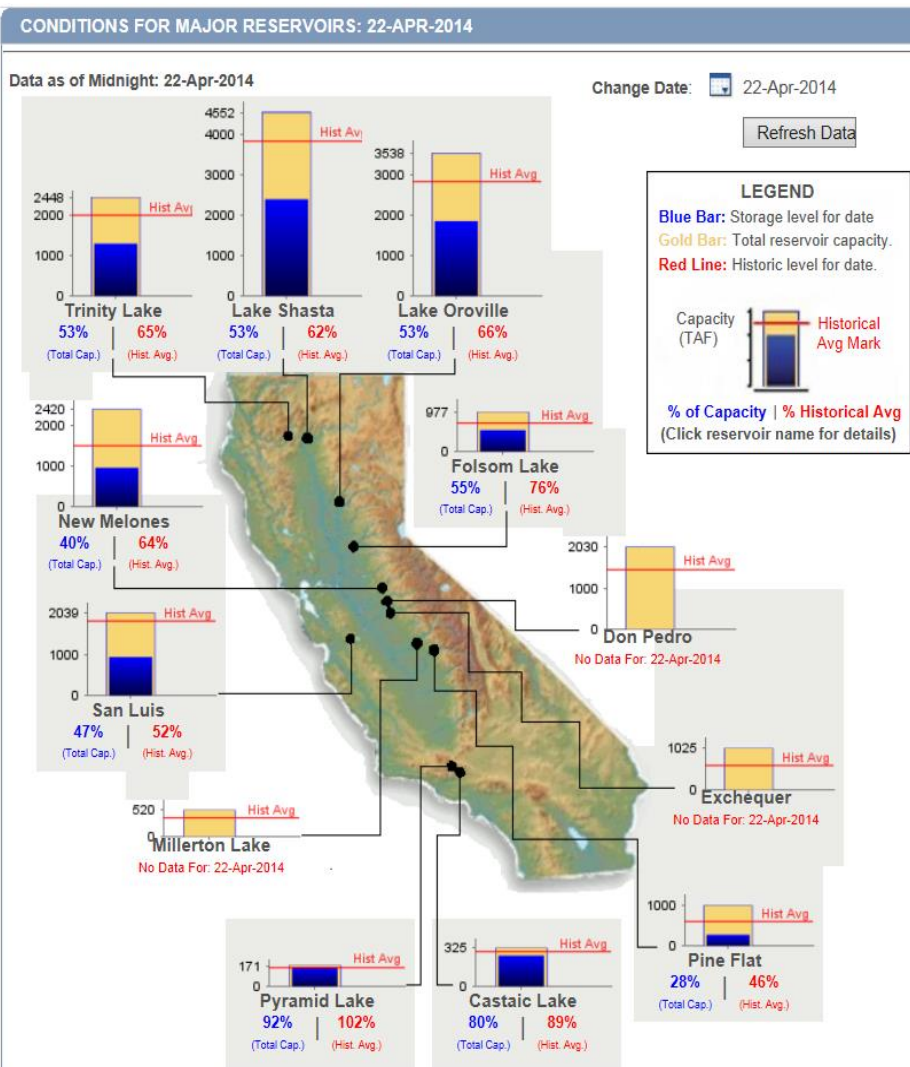 CONDITIONS FOR MAJOR RESERVOIRS: 22-APR-2014
Data as of Midnight: 22-Apr-2014
Change Date: 22-Apr-2014
Refresh Data
LEGEND
Blue Bar: Storage level for date
Gold Bar: Total reservoir capacity.
Red Line: Historic level for date.
Capacity
(TAF)
Historical
Avg Mark
% of Capacity | % Historical Avg
(Click reservoir name for details)
2448
2000
1000
0
Hist Avg
Trinity Lake
53% | 65%
(Total Cap.) (Hist. Avg.)
4552
4000
3000
2000
1000
0
Hist Av
Lake Shasta
53% | 62%
(Total Cap.) (Hist. Avg.)
3538
3000
2000
1000
0
Hist Avg
Lake Oroville
53% | 66%
(Total Cap.) (Hist. Avg.)
2420
2000
1000
0
Hist Avg
New Melones
40% | 64%
(Total Cap.) (Hist. Avg.)
977
0
Hist Avg
Folsom Lake
55% | 76%
(Total Cap.) (Hist. Avg.)
2030
1000
0
Hist Avg
Don Pedro
No Data For: 22-Apr-2014
2039
1000
0
Hist Avg
San Luis
47% | 52%
(Total Cap.) (Hist. Avg.)
1025
0
Hist Avg
Exchequer
No Data For: 22-Apr-2014
520
0
Hist Avg
Millerton Lake
No Data For: 22-Apr-2014
1000
0
Hist Avg
Pine Flat
28% | 46%
(Total Cap.) (Hist. Avg.)
171
0
Hist Avg
Pyramid Lake
92% | 102%
(Total Cap.) (Hist. Avg.)
325
0
Hist Avg
Castaic Lake
80% | 89%
(Total Cap.) (Hist. Avg.)